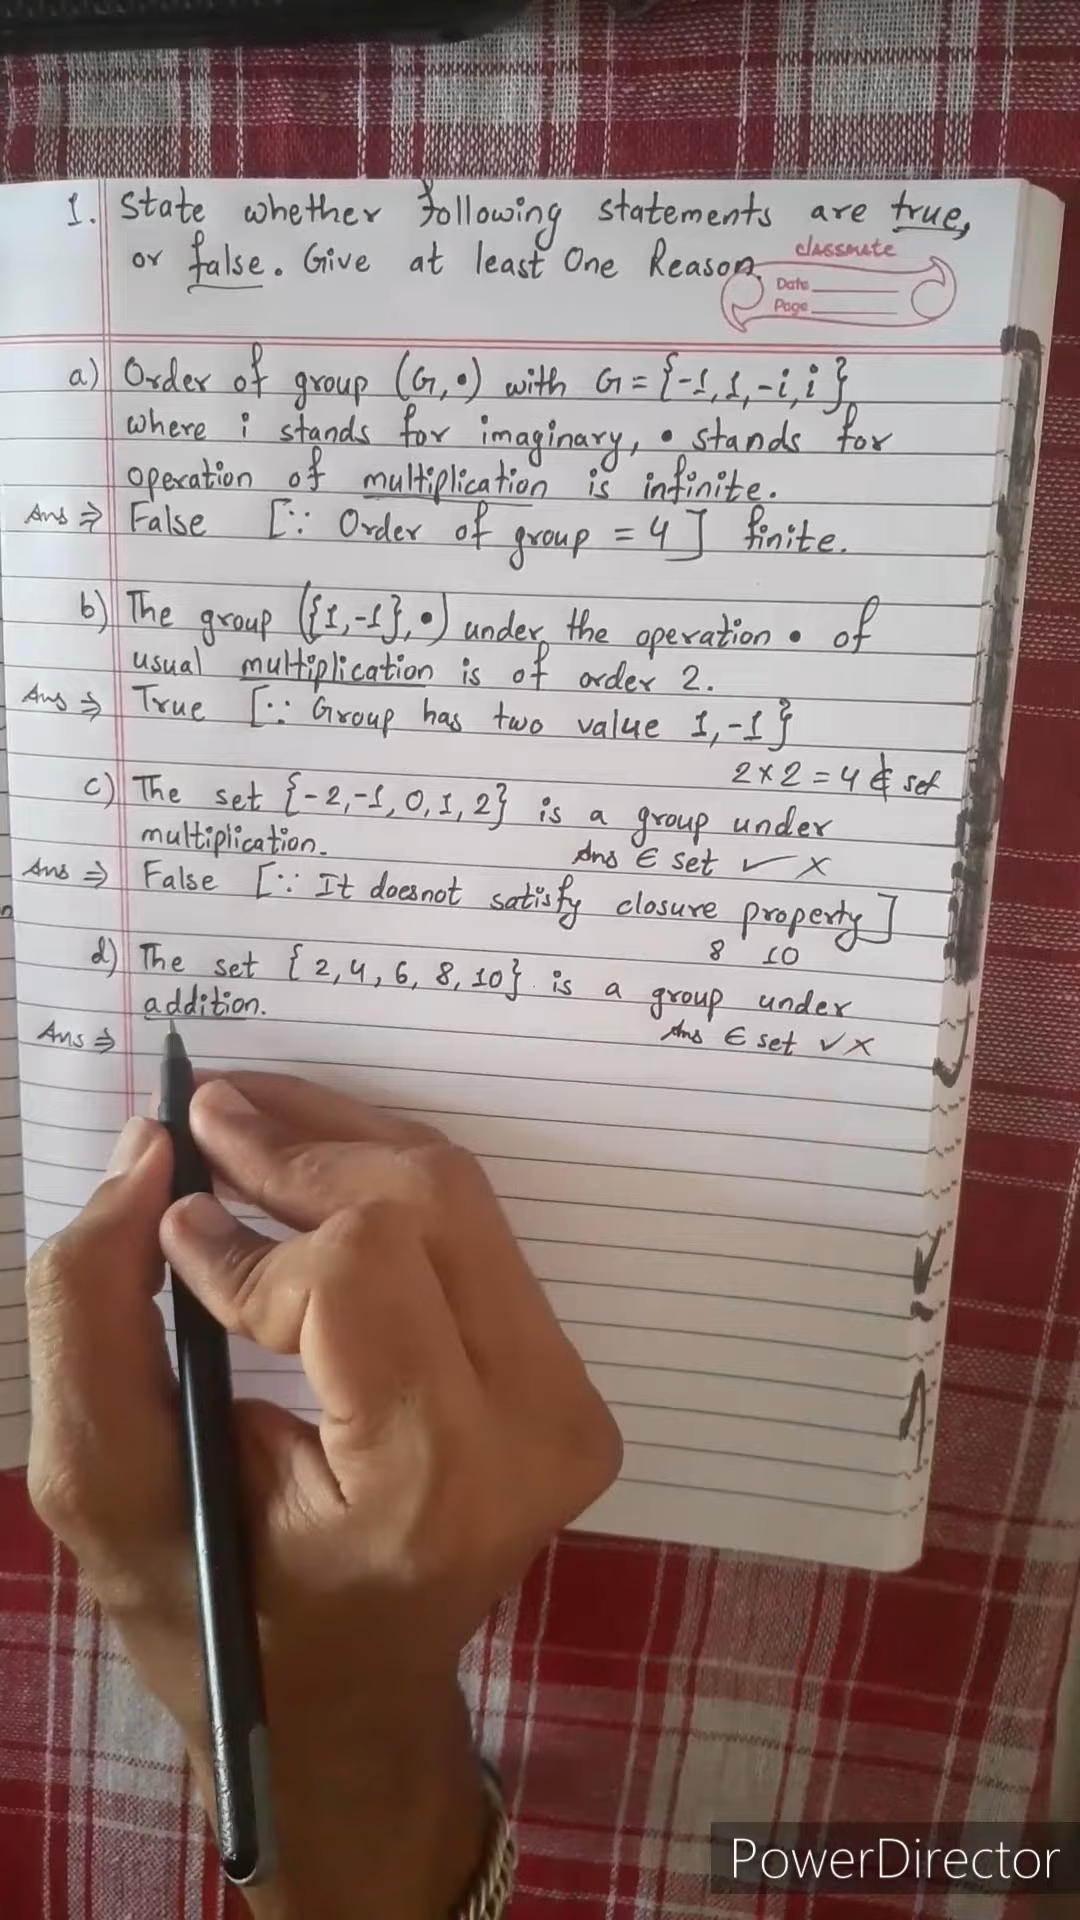 1. State whether following statements are true,
or false. Give at least One Reason.
classmate
Date
Page
a) Order of group (G, •) with G = {-1, 1, -i, i}
where i stands for imaginary, • stands for
operation of multiplication is infinite.
Ans ⇒ False [∵ Order of group = 4] finite.
b) The group ({1,-1}, •) under the operation • of
usual multiplication is of order 2.
Ans ⇒ True [∵ Group has two value 1, -1}
2 × 2 = 4 ∉ set
c) The set {-2, -1, 0, 1, 2} is a group under
multiplication.
Ans ∈ set ✓ ×
Ans ⇒ False [∵ It doesnot satisfy closure property]
8 10
d) The set {2, 4, 6, 8, 10} is a group under
addition.
Ans ∈ set ✓ ×
Ans ⇒
PowerDirector